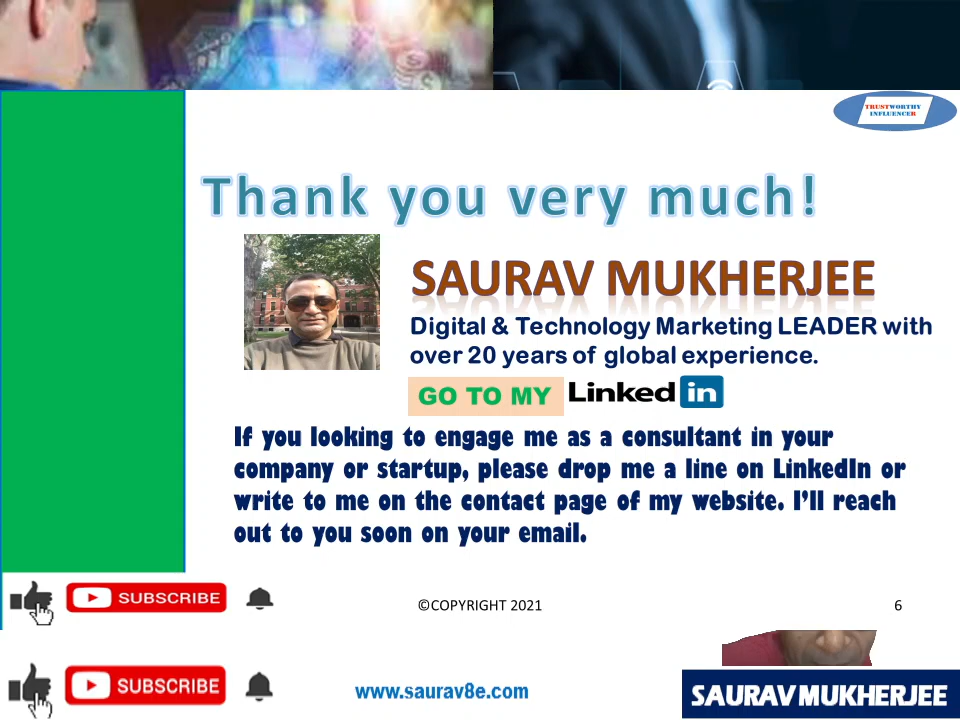 TRUSTWORTHY
INFLUENCER
Thank you very much!
SAURAV MUKHERJEE
Digital & Technology Marketing LEADER with
over 20 years of global experience.
GO TO MY Linked in
If you looking to engage me as a consultant in your
company or startup, please drop me a line on LinkedIn or
write to me on the contact page of my website. I'll reach
out to you soon on your email.
SUBSCRIBE
©COPYRIGHT 2021
6
SUBSCRIBE
www.saurav8e.com
SAURAV MUKHERJEE